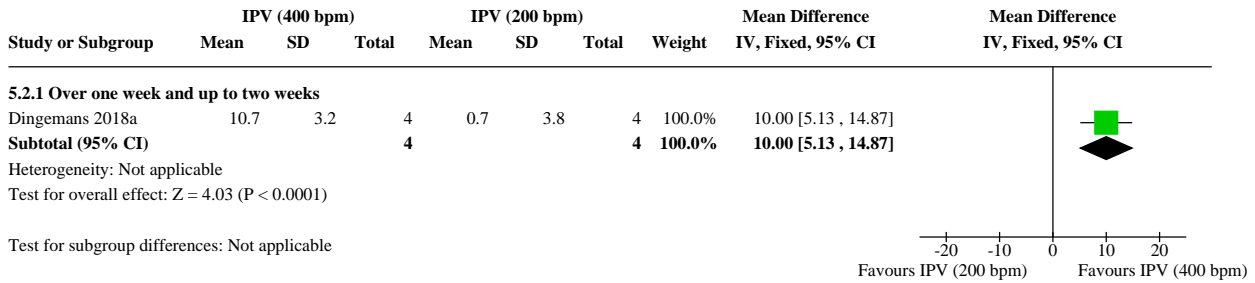 IPV (400 bpm) IPV (200 bpm) Mean Difference Mean Difference
Study or Subgroup Mean SD Total Mean SD Total Weight IV, Fixed, 95% CI IV, Fixed, 95% CI
5.2.1 Over one week and up to two weeks
Dingemans 2018a 10.7 3.2 4 0.7 3.8 4 100.0% 10.00 [5.13 , 14.87]
Subtotal (95% CI) 4 4 100.0% 10.00 [5.13 , 14.87]
Heterogeneity: Not applicable
Test for overall effect: Z = 4.03 (P < 0.0001)
Test for subgroup differences: Not applicable
-20 -10 0 10 20
Favours IPV (200 bpm) Favours IPV (400 bpm)